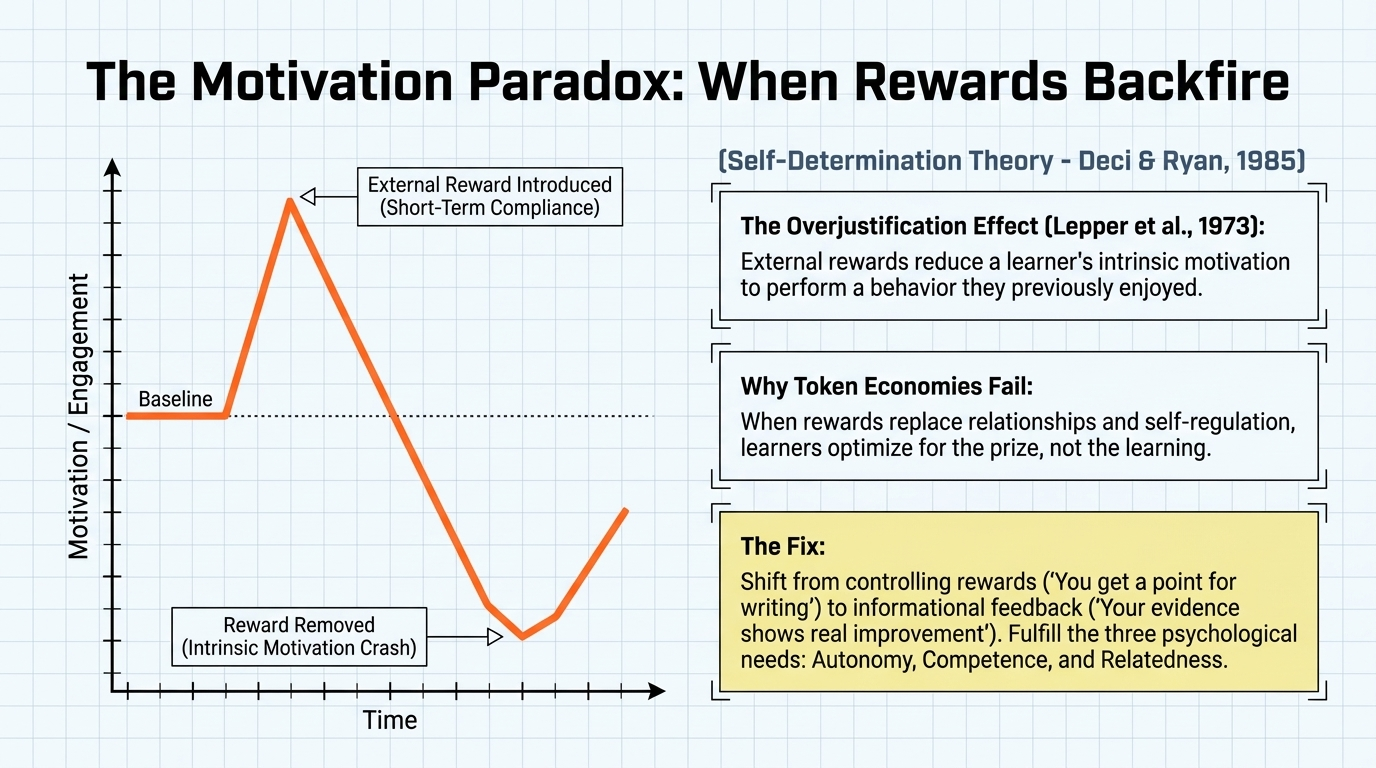 The Motivation Paradox: When Rewards Backfire
External Reward Introduced
(Short-Term Compliance)
Baseline
Reward Removed
(Intrinsic Motivation Crash)
Motivation / Engagement
Time
(Self-Determination Theory - Deci & Ryan, 1985)
The Overjustification Effect (Lepper et al., 1973):
External rewards reduce a learner's intrinsic motivation
to perform a behavior they previously enjoyed.
Why Token Economies Fail:
When rewards replace relationships and self-regulation,
learners optimize for the prize, not the learning.
The Fix:
Shift from controlling rewards (‘You get a point for
writing’) to informational feedback (‘Your evidence
shows real improvement’). Fulfill the three psychological
needs: Autonomy, Competence, and Relatedness.